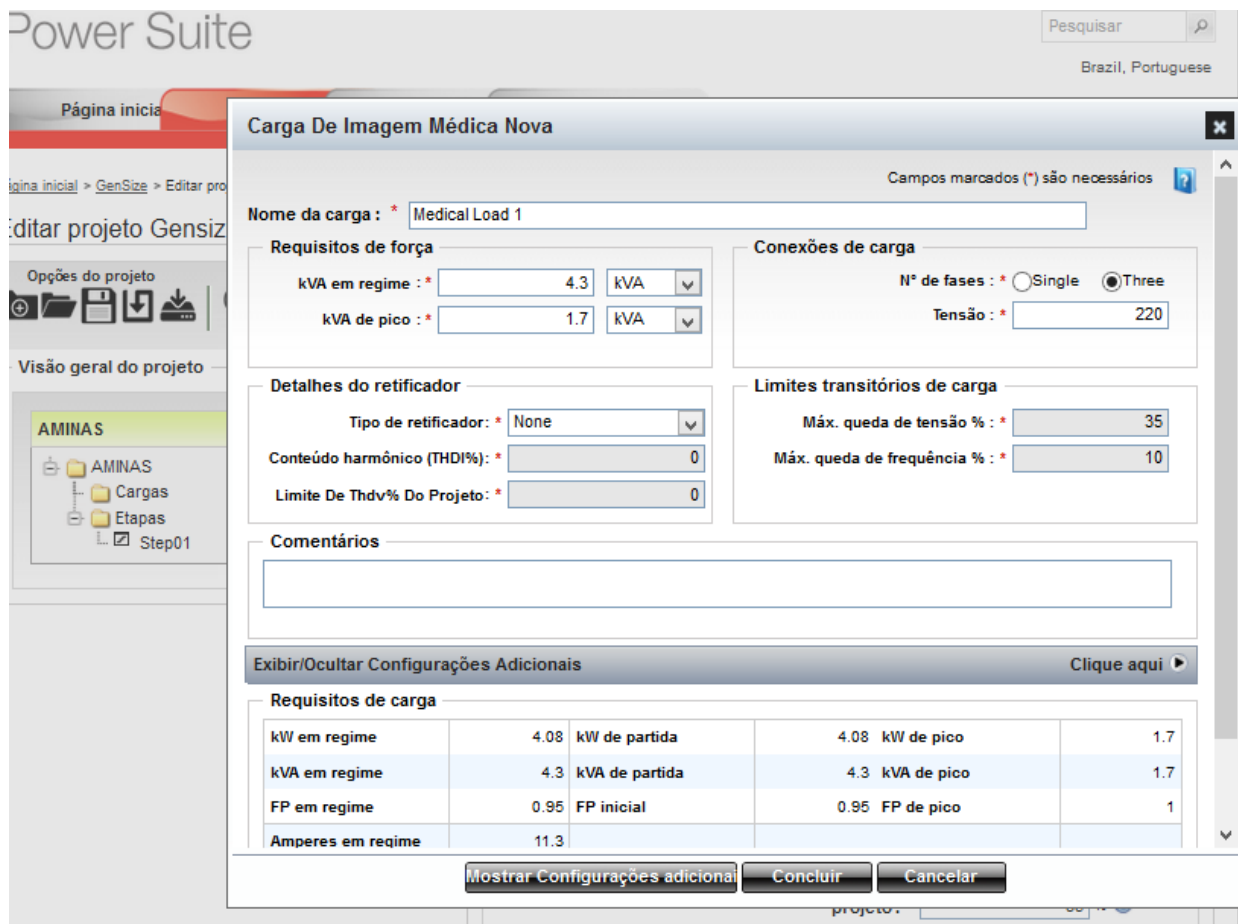 Power Suite
Pesquisar
Brazil, Portuguese
Página inicia
Carga De Imagem Médica Nova
Campos marcados (*) são necessários
ágina inicial > GenSize > Editar pro
Editar projeto Gensiz
Opções do projeto
Visão geral do projeto
AMINAS
AMINAS
Cargas
Etapas
Step01
Nome da carga : * Medical Load 1
Requisitos de força
kVA em regime : * 4.3 kVA
kVA de pico : * 1.7 kVA
Conexões de carga
N° de fases : * Single Three
Tensão : * 220
Detalhes do retificador
Tipo de retificador: * None
Conteúdo harmônico (THDI%): * 0
Limite De Thdv% Do Projeto: * 0
Limites transitórios de carga
Máx. queda de tensão % : * 35
Máx. queda de frequência % : * 10
Comentários
Exibir/Ocultar Configurações Adicionais Clique aqui
Requisitos de carga
kW em regime 4.08 kW de partida 4.08 kW de pico 1.7
kVA em regime 4.3 kVA de partida 4.3 kVA de pico 1.7
FP em regime 0.95 FP inicial 0.95 FP de pico 1
Amperes em regime 11.3
Mostrar Configurações adicionai Concluir Cancelar
projeto :